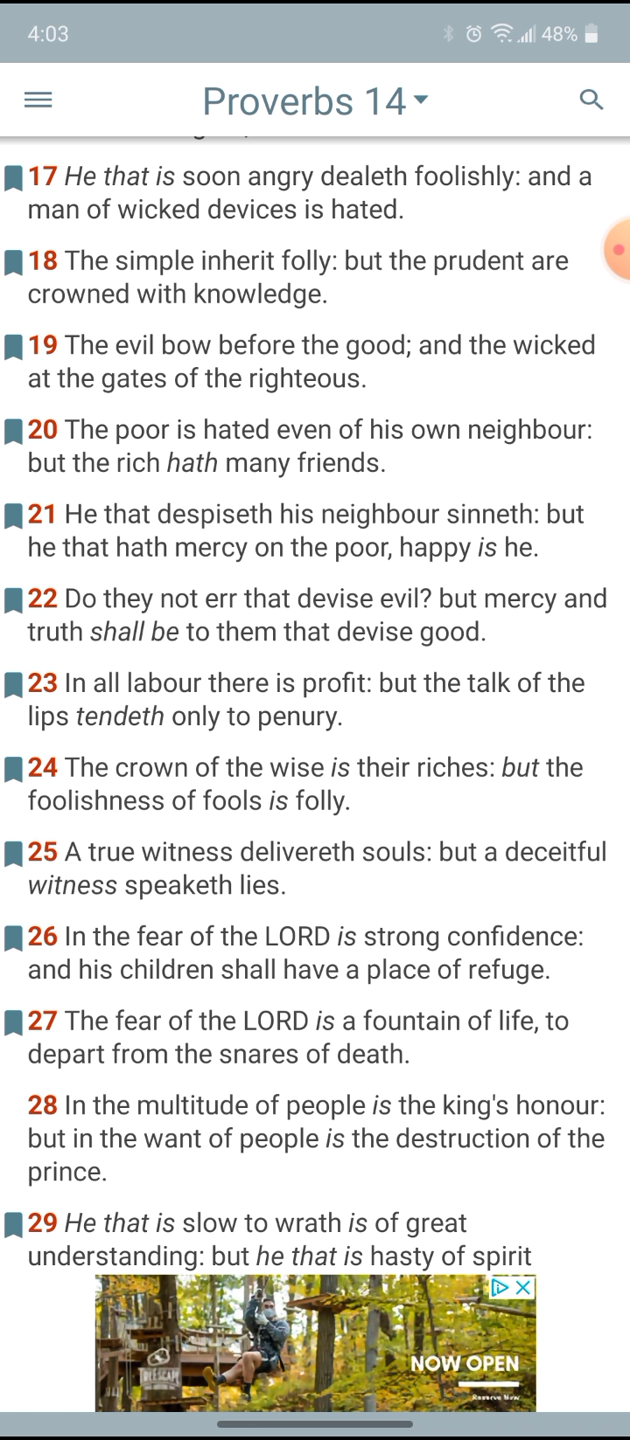 4:03 48%
Proverbs 14
17 He that is soon angry dealeth foolishly: and a
man of wicked devices is hated.
18 The simple inherit folly: but the prudent are
crowned with knowledge.
19 The evil bow before the good; and the wicked
at the gates of the righteous.
20 The poor is hated even of his own neighbour:
but the rich hath many friends.
21 He that despiseth his neighbour sinneth: but
he that hath mercy on the poor, happy is he.
22 Do they not err that devise evil? but mercy and
truth shall be to them that devise good.
23 In all labour there is profit: but the talk of the
lips tendeth only to penury.
24 The crown of the wise is their riches: but the
foolishness of fools is folly.
25 A true witness delivereth souls: but a deceitful
witness speaketh lies.
26 In the fear of the LORD is strong confidence:
and his children shall have a place of refuge.
27 The fear of the LORD is a fountain of life, to
depart from the snares of death.
28 In the multitude of people is the king's honour:
but in the want of people is the destruction of the
prince.
29 He that is slow to wrath is of great
understanding: but he that is hasty of spirit
NOW OPEN
Reserve Now